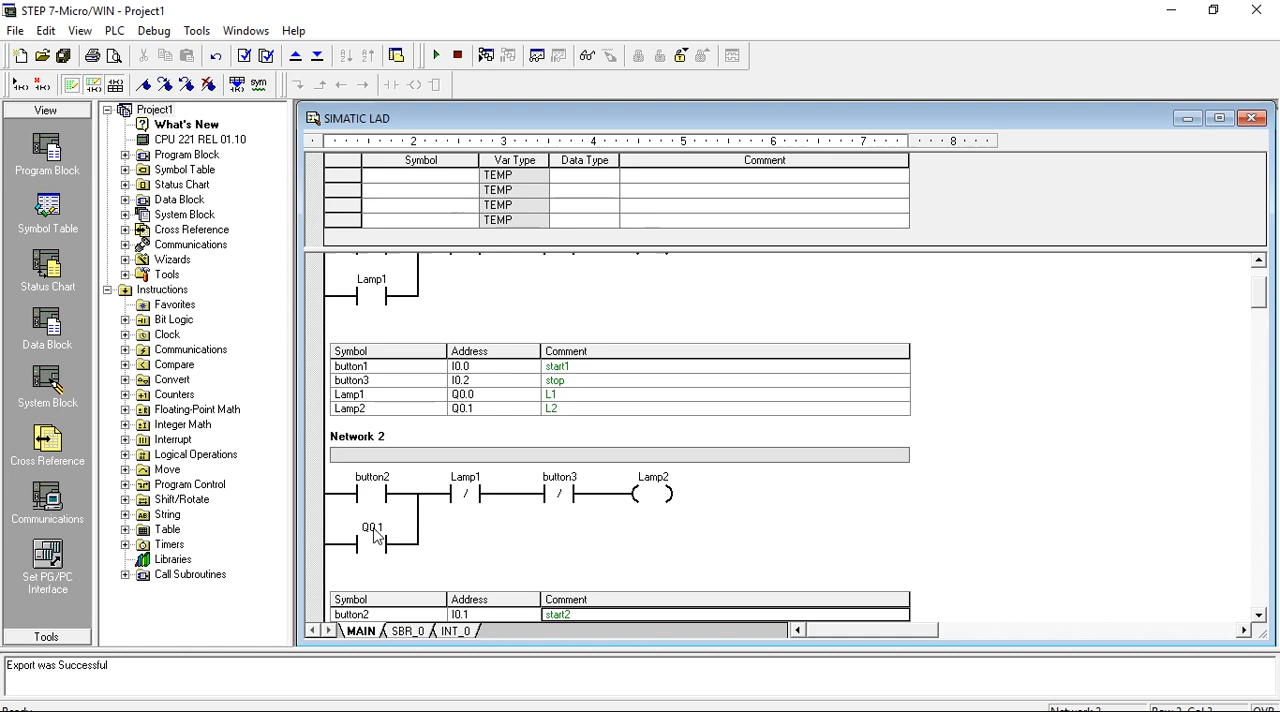 STEP 7-Micro/WIN - Project1
File Edit View PLC Debug Tools Windows Help
View
Program Block
Symbol Table
Status Chart
Data Block
System Block
Cross Reference
Communications
Set PG/PC
Interface
Tools
Project1
What's New
CPU 221 REL 01.10
Program Block
Symbol Table
Status Chart
Data Block
System Block
Cross Reference
Communications
Wizards
Tools
Instructions
Favorites
Bit Logic
Clock
Communications
Compare
Convert
Counters
Floating-Point Math
Integer Math
Interrupt
Logical Operations
Move
Program Control
Shift/Rotate
String
Table
Timers
Libraries
Call Subroutines
SIMATIC LAD
2 3 4 5 6 7 8
Symbol Var Type Data Type Comment
TEMP
TEMP
TEMP
TEMP
Lamp1
Symbol Address Comment
button1 I0.0 start1
button3 I0.2 stop
Lamp1 Q0.0 L1
Lamp2 Q0.1 L2
Network 2
button2 Lamp1 button3 Lamp2
Q0.1
Symbol Address Comment
button2 I0.1 start2
MAIN SBR_0 INT_0
Export was Successful